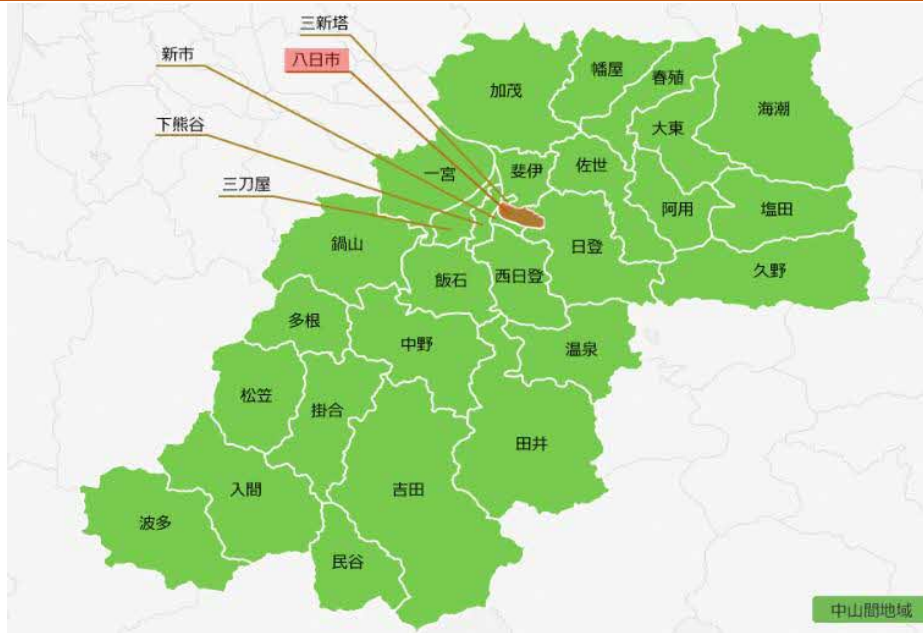 三新塔
新市
八日市
下熊谷
三刀屋
加茂
幡屋
春殖
海潮
大東
一宮
斐伊
佐世
阿用
塩田
鍋山
日登
久野
飯石
西日登
多根
中野
温泉
松笠
掛合
田井
入間
吉田
波多
民谷
中山間地域